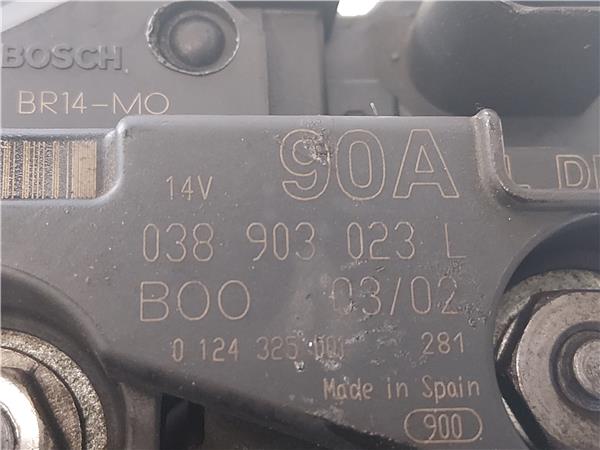 BOSCH
BR14-MO
90A
14V
L
038 903 023 L
BOO 03/02
0 124 325 001 281
Made in Spain
900